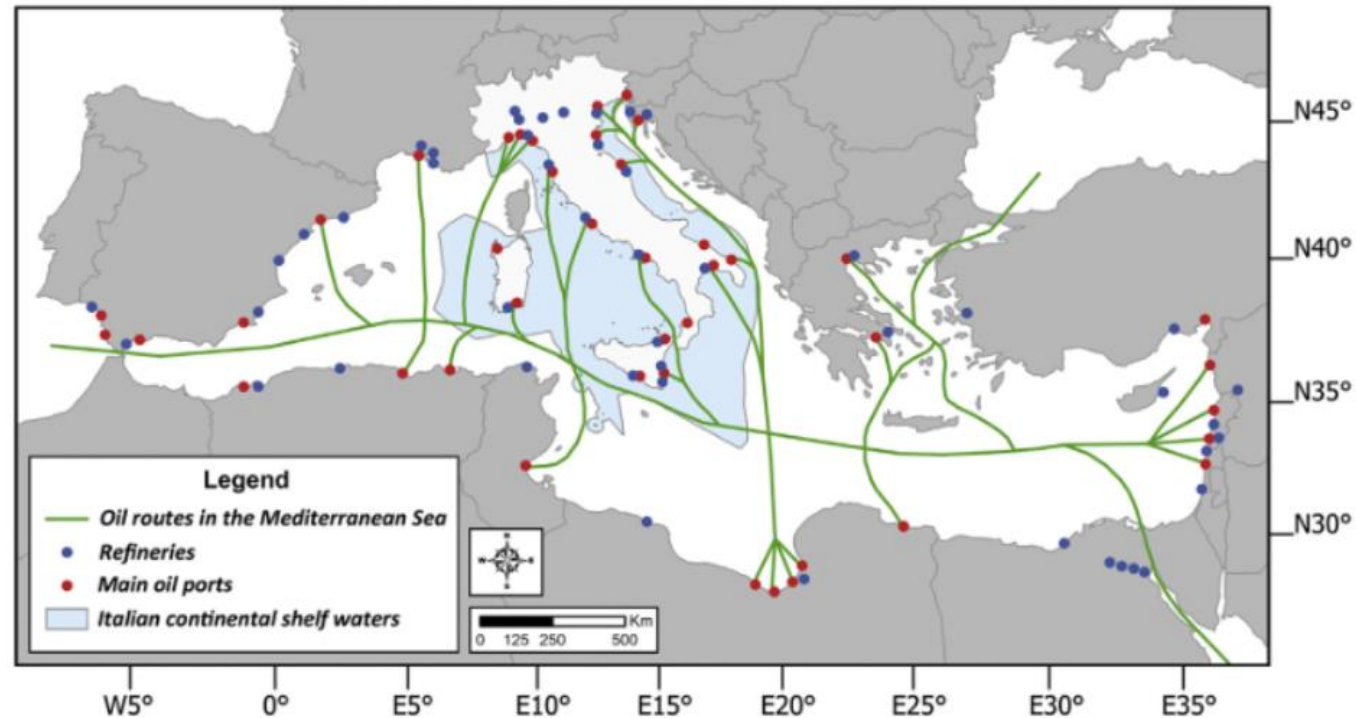 N45°
N40°
N35°
N30°
Legend
Oil routes in the Mediterranean Sea
Refineries
Main oil ports
Italian continental shelf waters
N
W E
S
Km
0 125 250 500
W5° 0° E5° E10° E15° E20° E25° E30° E35°